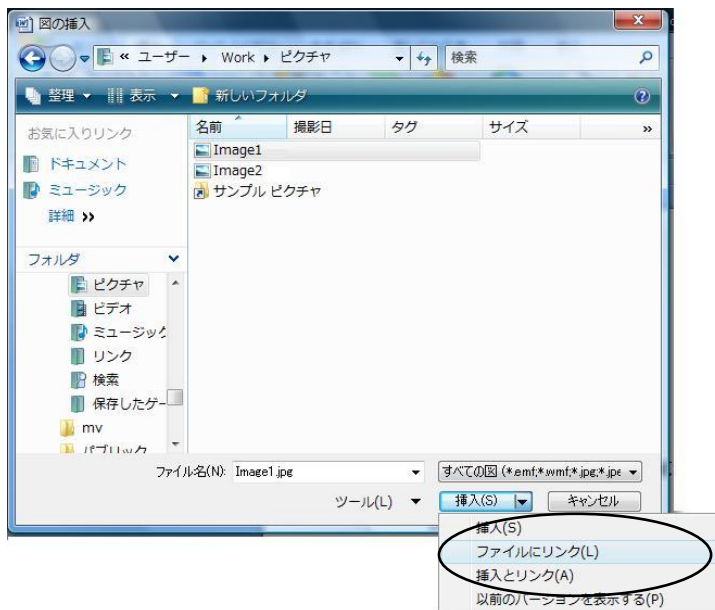 図の挿入
« ユーザー ▸ Work ▸ ピクチャ
検索
整理 表示 新しいフォルダ
お気に入りリンク
ドキュメント
ミュージック
詳細 »
名前 撮影日 タグ サイズ »
Image1
Image2
サンプル ピクチャ
フォルダ
ピクチャ
ビデオ
ミュージック
リンク
検索
保存したゲー
mv
パブリック
ファイル名(N): Image1.jpg
すべての図 (*.emf;*.wmf;*.jpg;*.jpe
ツール(L) 挿入(S) キャンセル
挿入(S)
ファイルにリンク(L)
挿入とリンク(A)
以前のバージョンを表示する(P)